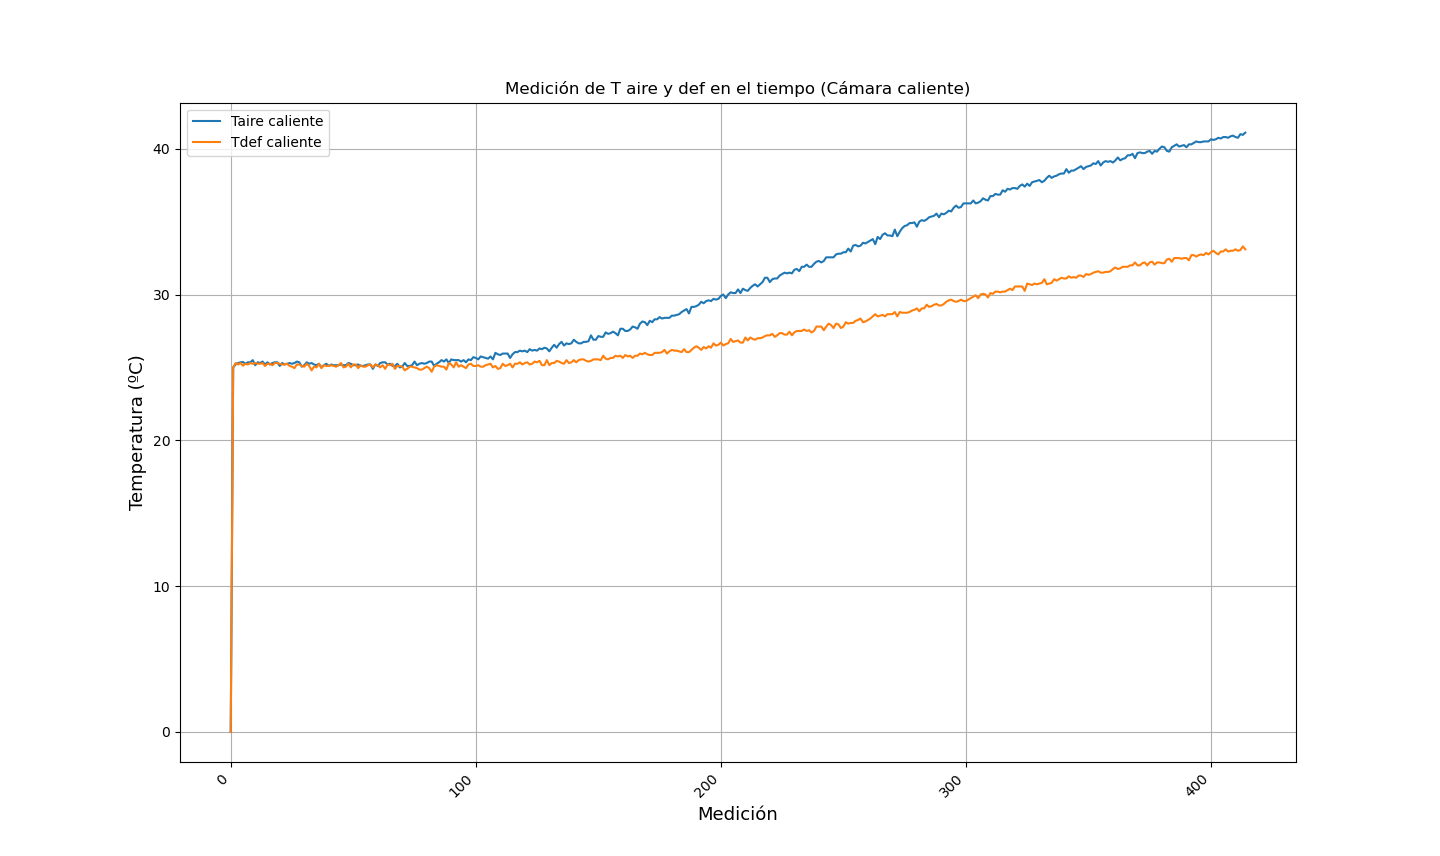 Medición de T aire y def en el tiempo (Cámara caliente)
Taire caliente
Tdef caliente
Temperatura (ºC)
40
30
20
10
0
0
100
200
300
400
Medición